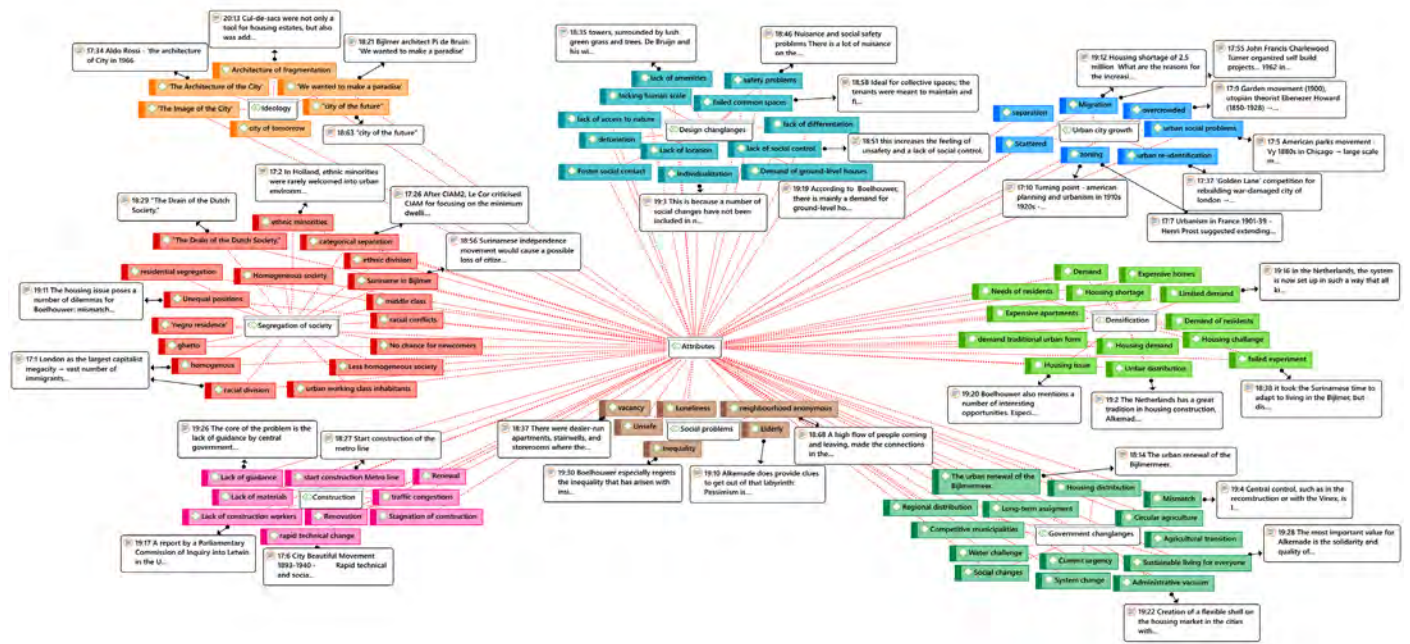 20:13 Cul-de-sacs were not only a
tool for housing estates, but also
was add...
17:34 Aldo Rossi - 'the architecture
of City in 1966
18:21 Bijlmer architect Pi de Bruin:
'We wanted to make a paradise'
Architecture of fragmentation
'The Architecture of the City'
'We wanted to make a paradise'
'The Image of the City'
Ideology
"city of the future"
city of tomorrow
18:63 "city of the future"
18:35 towers, surrounded by lush
green grass and trees. De Bruijn and
his wi...
18:46 Nuisance and social safety
problems There is a lot of nuisance
on the...
lack of amenities
safety problems
lacking human scale
failed common spaces
18:58 Ideal for collective spaces; the
tenants were meant to maintain and
fi...
lack of access to nature
lack of differentation
Design changlanges
detoriation
Lack of location
lack of social control
18:51 this increases the feeling of
unsafety and a lack of social control.
Foster social contact
Individualization
Demand of ground-level houses
19:3 This is because a number of
social changes have not been
included in n...
19:19 According to Boelhouwer,
there is mainly a demand for
ground-level ho...
19:12 Housing shortage of 2.5
million What are the reasons for
the increasi...
17:55 John Francis Charlewood
Turner organized self build
projects... 1962 in...
17:9 Garden movement (1900),
utopian theorist Ebenezer Howard
(1850-1928) →...
Migration
separation
overcrowded
Urban city growth
urban social problems
Scattered
zoning
urban re-identification
17:5 American parks movement -
Vy 1880s in Chicago → large scale
m...
17:10 Turning point - american
planning and urbanism in 1910s
1920s -...
17:37 'Golden Lane' competition for
rebuilding war-damaged city of
london →...
17:7 Urbanism in France 1901-39 -
Henri Prost suggested extending...
17:2 In Holland, ethnic minorities
were rarely welcomed into urban
environm...
17:26 After CIAM2, Le Cor criticised
CIAM for focusing on the minimum
dwelli...
18:29 "The Drain of the Dutch
Society."
ethnic minorities
"The Drain of the Dutch Society."
categorical separation
18:56 Surinamese independence
movement would cause a possible
loss of citize...
ethnic division
residential segregation
Homogeneous society
Suriname in Bijlmer
19:11 The housing issue poses a
number of dilemmas for
Boelhouwer: mismatch...
Unequal positions
middle class
'negro residence'
Segregation of society
racial conflicts
ghetto
No chance for newcomers
17:1 London as the largest capitalist
megacity → vast number of
immigrants...
homogenous
Less homogeneous society
racial division
urban working class inhabitants
Attributes
Demand
Expensive homes
19:16 In the Netherlands, the system
is now set up in such a way that all
ki...
Needs of residents
Housing shortage
Limitied demand
Expensive apartments
Densification
Demand of residents
demand traditional urban form
Housing demand
Housing challange
Housing issue
Unfair distribution
failed experiment
19:20 Boelhouwer also mentions a
number of interesting
opportunities. Especi...
19:2 The Netherlands has a great
tradition in housing construction,
Alkemad...
18:38 it took the Surinamese time to
adapt to living in the Bijlmer, but
dis...
19:26 The core of the problem is the
lack of guidance by central
government...
18:27 Start construction of the
metro line
Lack of guidance
start construction Metro line
Renewal
Lack of materials
Construction
traffic congestions
Lack of construction workers
Renovation
Stagnation of construction
rapid technical change
19:17 A report by a Parliamentary
Commission of Inquiry into Letwin
in the U...
17:6 City Beautiful Movement
1893-1940 - Rapid technical
and socia...
vacancy
Loneliness
neighbourhood anonymous
18:37 There were dealer-run
apartments, stairwells, and
storerooms where the...
Unsafe
Social problems
Elderly
18:68 A high flow of people coming
and leaving, made the connections
in the...
inequality
19:30 Boelhouwer especially regrets
the inequality that has arisen with
insi...
19:10 Alkemade does provide clues
to get out of that labyrinth:
Pessimism is...
18:14 The urban renewal of the
Bijlmermeer.
The urban renewal of the
Bijlmermeer.
Housing distribution
Mismatch
19:4 Central control, such as in the
reconstruction or with the Vinex, is
l...
Regional distribution
Long-term assigment
Circular agriculture
Competitive municipalities
Government changlanges
Agricultural transition
19:28 The most important value for
Alkemade is the solidarity and
quality of...
Water challenge
Current urgency
Sustainable living for everyone
Social changes
System change
Administrative vacuum
19:22 Creation of a flexible shell on
the housing market in the cities
with...